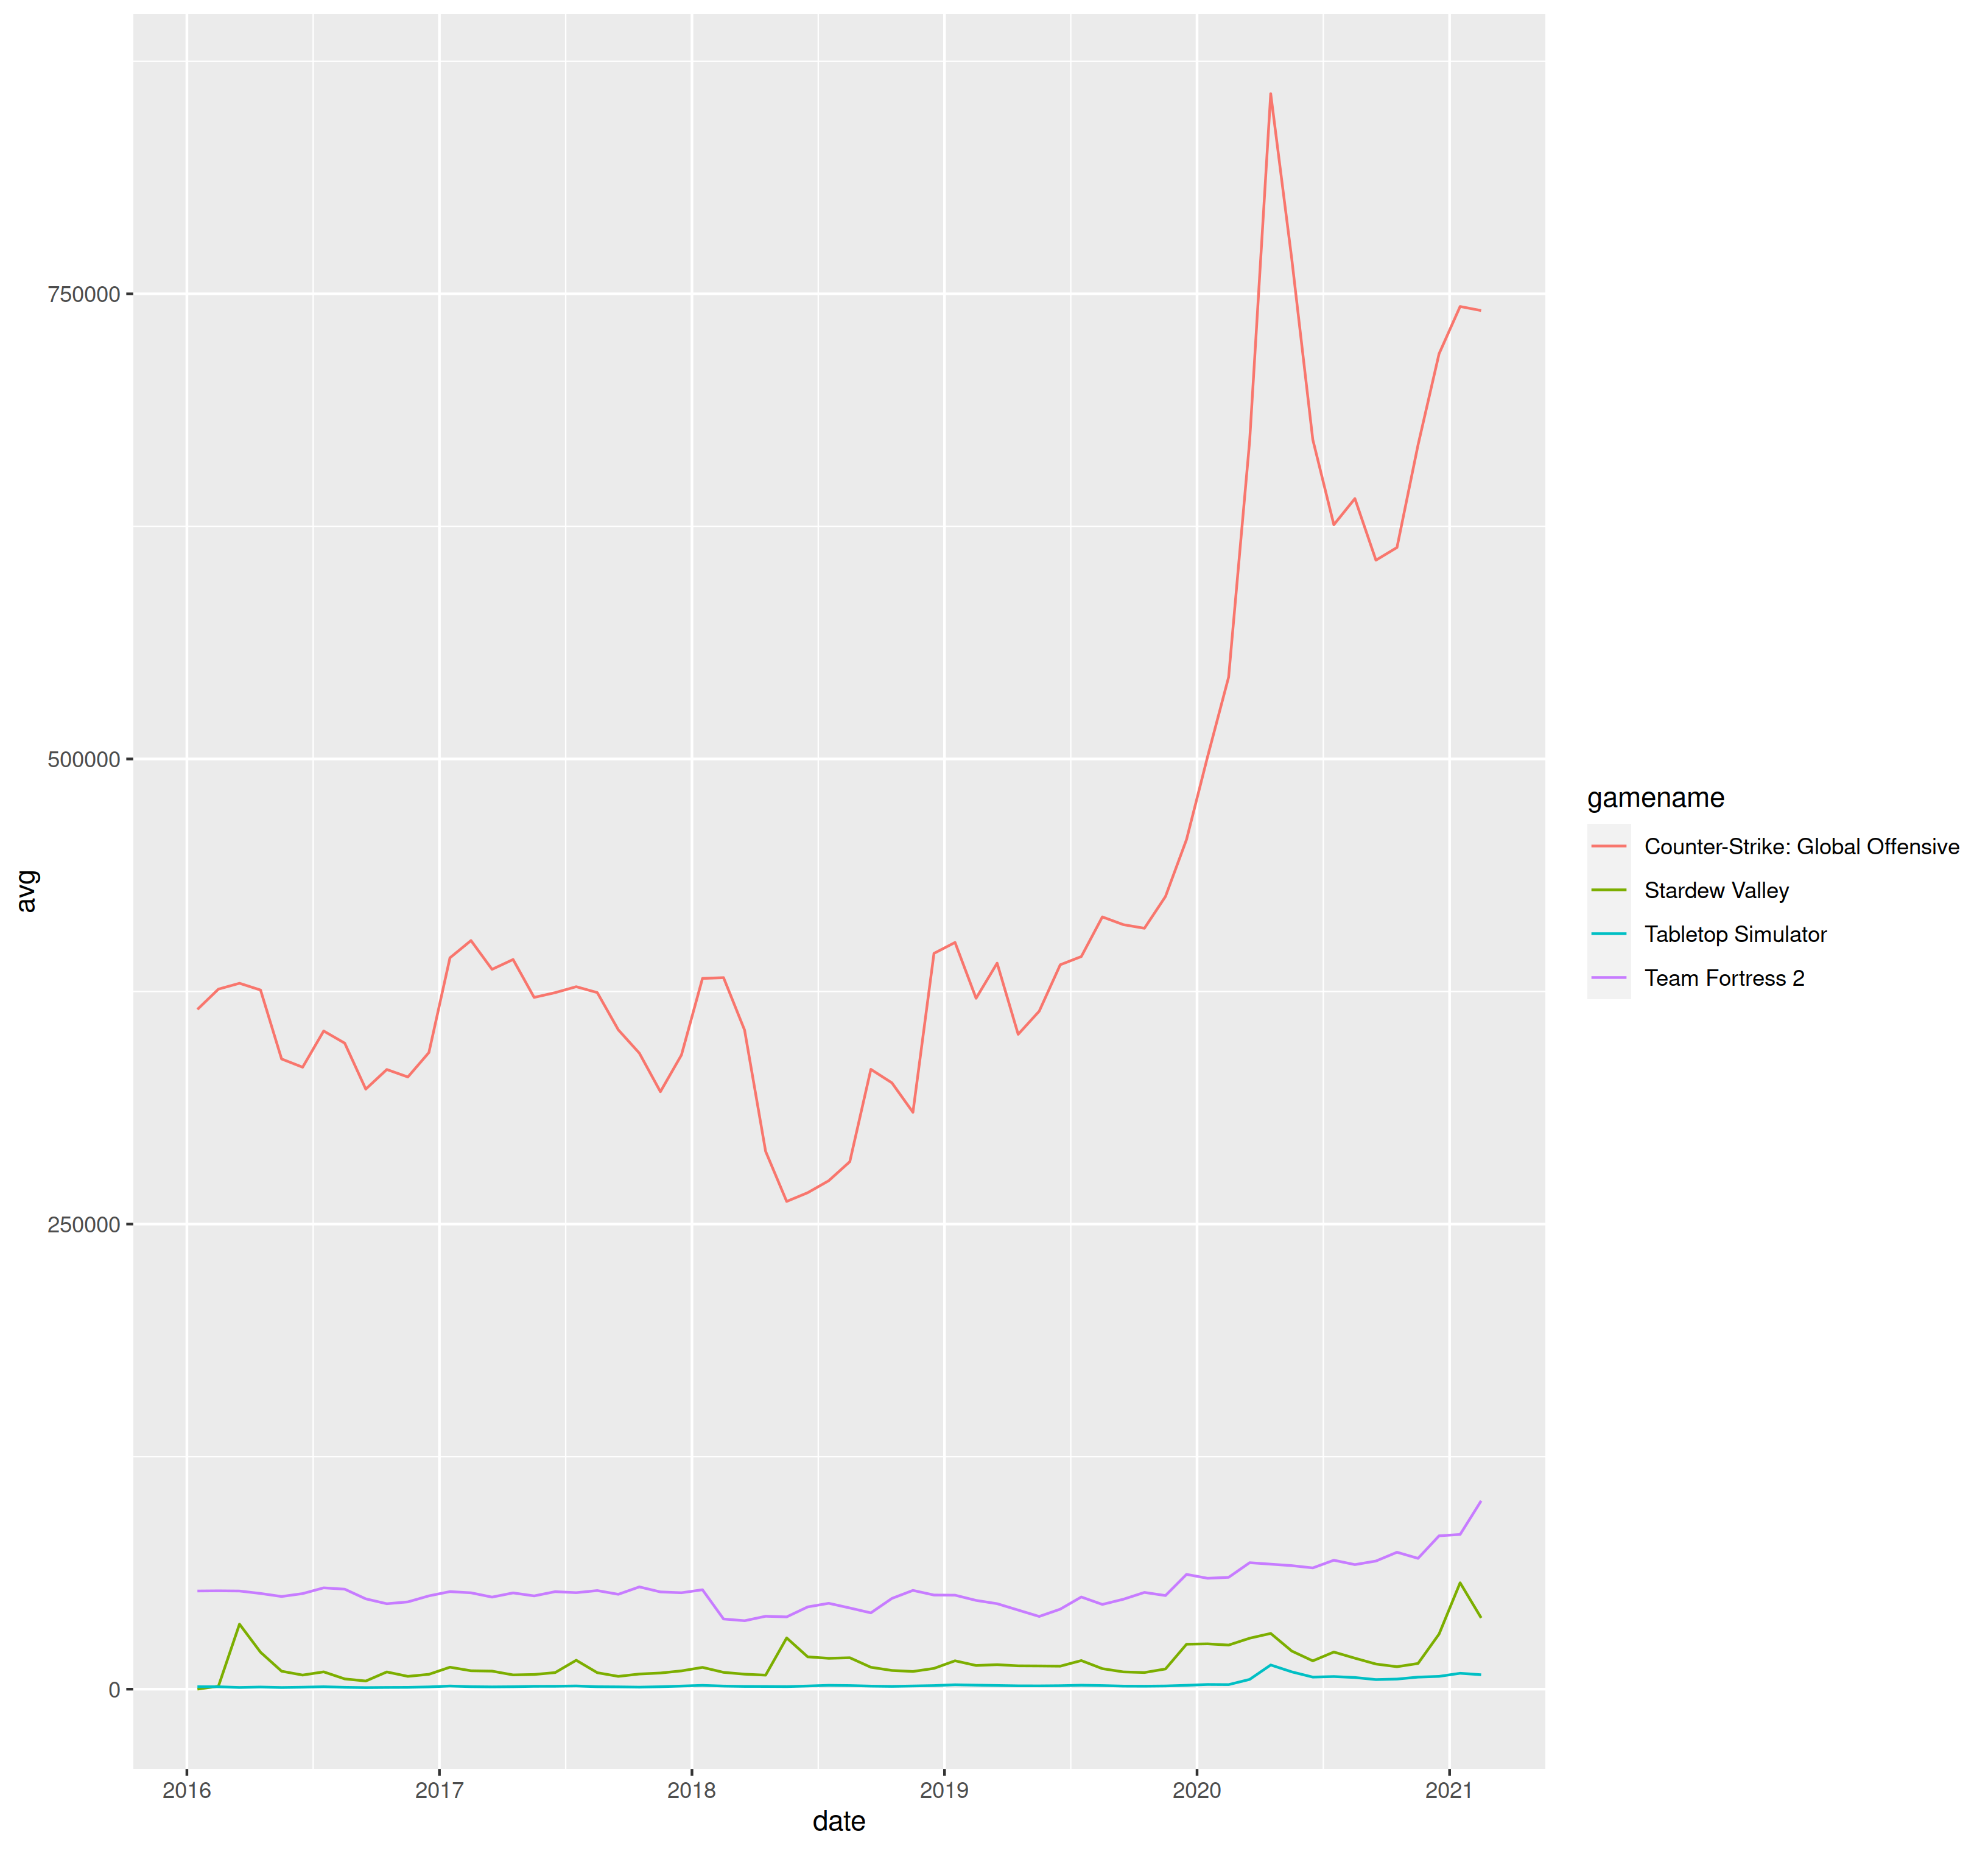 750000
500000
250000
0
avg
2016 2017 2018 2019 2020 2021
date
gamename
Counter-Strike: Global Offensive
Stardew Valley
Tabletop Simulator
Team Fortress 2